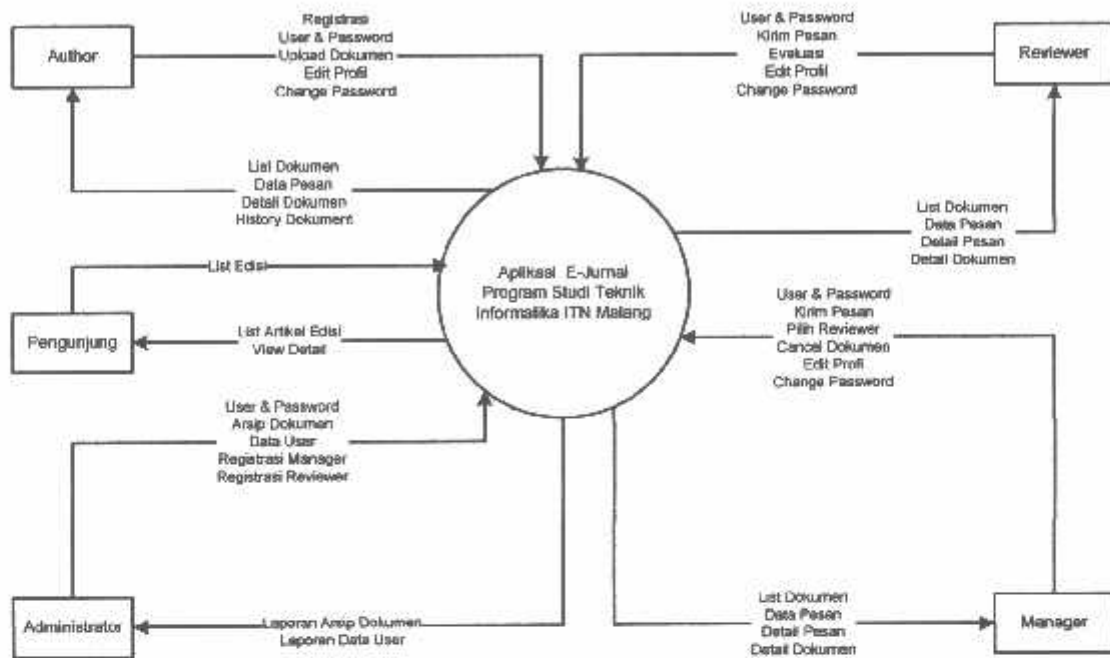 Author
Registrasi
User & Password
Upload Dokumen
Edit Profil
Change Password
User & Password
Kirim Pesan
Evaluasi
Edit Profil
Change Password
Reviewer
List Dokumen
Data Pesan
Detail Dokumen
History Dokument
List Dokumen
Data Pesan
Detail Pesan
Detail Dokumen
List Edisi
Aplikasi E-Jurnal
Program Studi Teknik
Informatika ITN Malang
Pengunjung
List Artikel Edisi
View Detail
User & Password
Kirim Pesan
Pilih Reviewer
Cancel Dokumen
Edit Profi
Change Password
User & Password
Arsip Dokumen
Data User
Registrasi Manager
Registrasi Reviewer
Administrator
Laporan Arsip Dokumen
Laporan Data User
List Dokumen
Data Pesan
Detail Pesan
Detail Dokumen
Manager